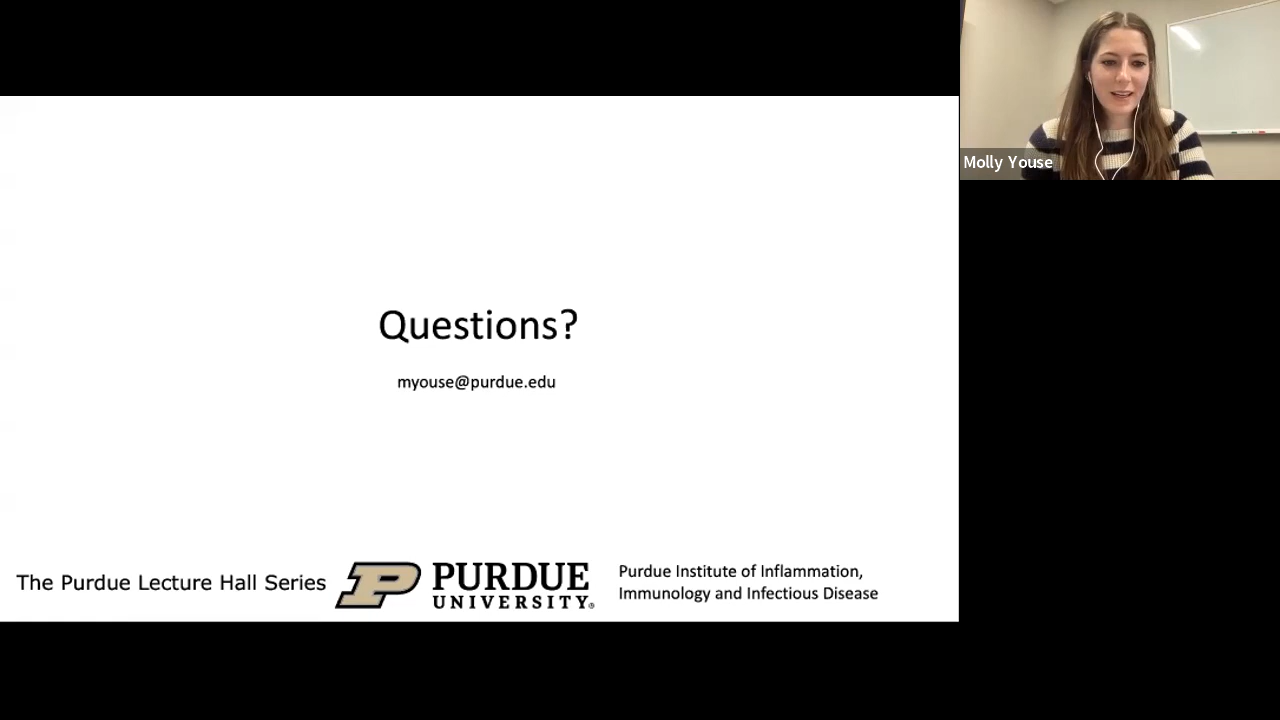 Molly Youse
Questions?
myouse@purdue.edu
The Purdue Lecture Hall Series
P
PURDUE
UNIVERSITY®
Purdue Institute of Inflammation,
Immunology and Infectious Disease